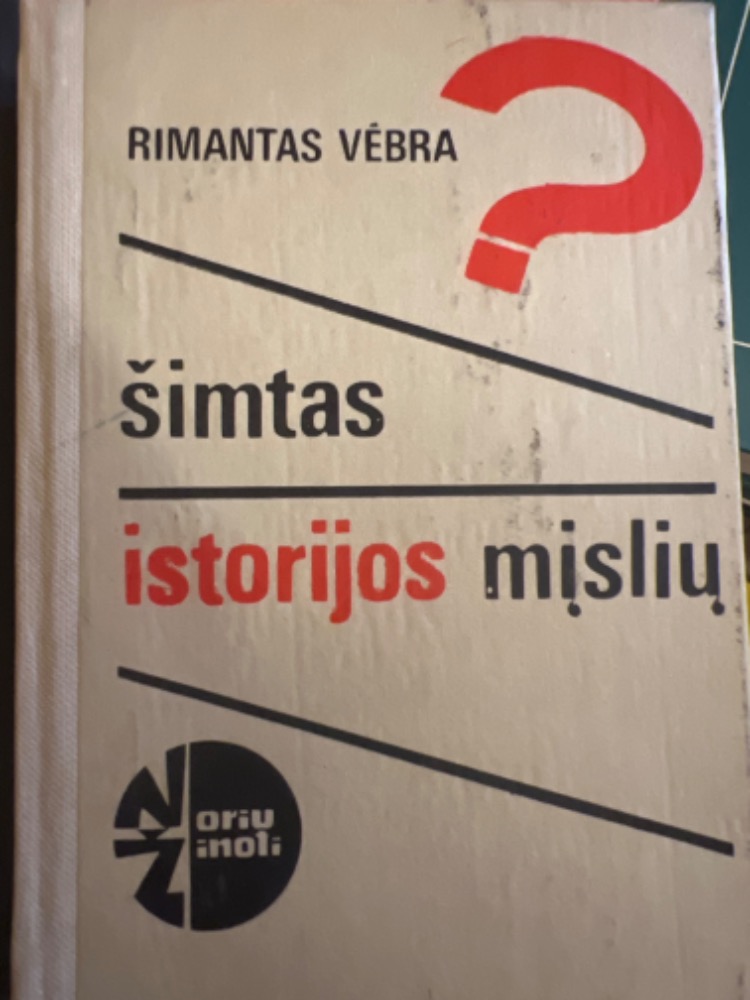 RIMANTAS VĖBRA
?
šimtas
istorijos mįslių
Noriu
Žinoti